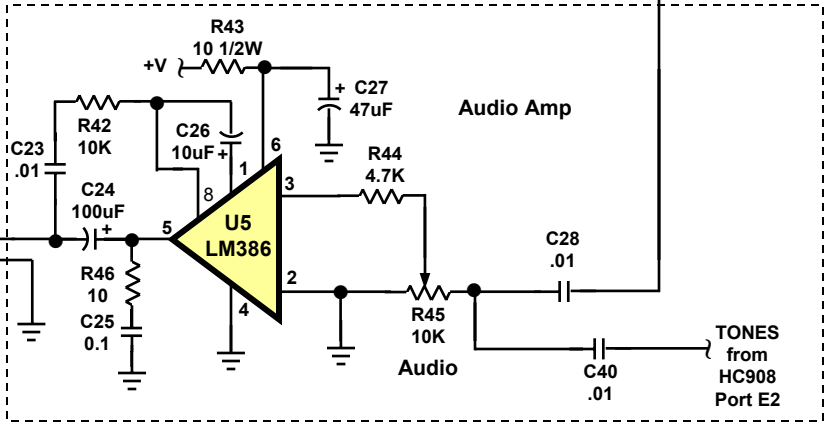 R43
10 1/2W
+V
+ C27
47uF
Audio Amp
R42
10K
C26
10uF +
C23
.01
C24
100uF
+
1
6
8
3
5
U5
LM386
2
4
R44
4.7K
R46
10
C25
0.1
R45
10K
Audio
C28
.01
C40
.01
TONES
from
HC908
Port E2